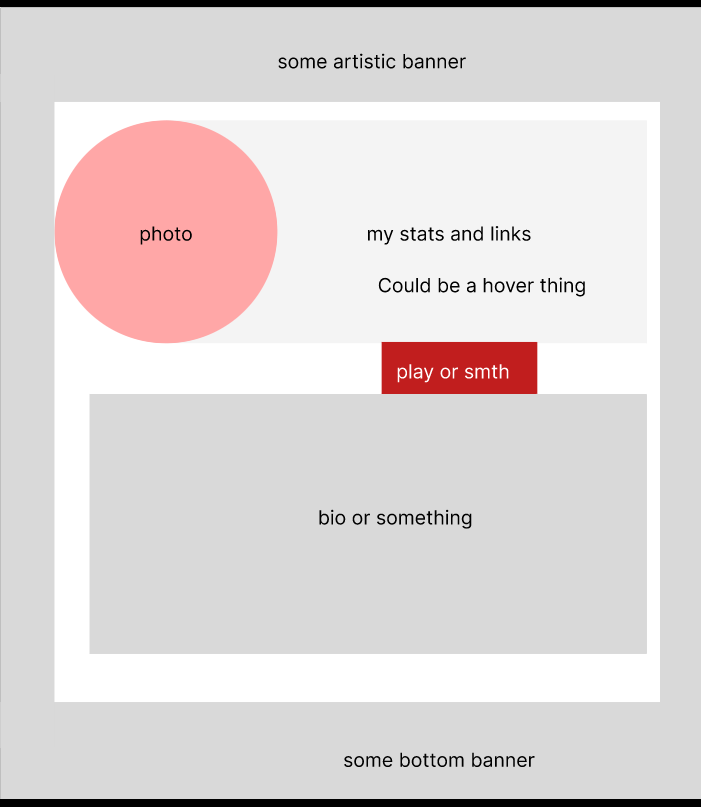 some artistic banner
photo
my stats and links
Could be a hover thing
play or smth
bio or something
some bottom banner